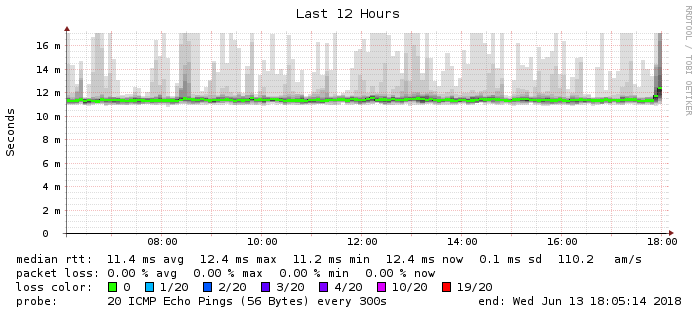 Last 12 Hours
RRDTOOL / TOBI OETIKER
Seconds
16 m
14 m
12 m
10 m
8 m
6 m
4 m
2 m
0
08:00 10:00 12:00 14:00 16:00 18:00
median rtt: 11.4 ms avg 12.4 ms max 11.2 ms min 12.4 ms now 0.1 ms sd 110.2 am/s
packet loss: 0.00 % avg 0.00 % max 0.00 % min 0.00 % now
loss color: 0 1/20 2/20 3/20 4/20 10/20 19/20
probe: 20 ICMP Echo Pings (56 Bytes) every 300s end: Wed Jun 13 18:05:14 2018